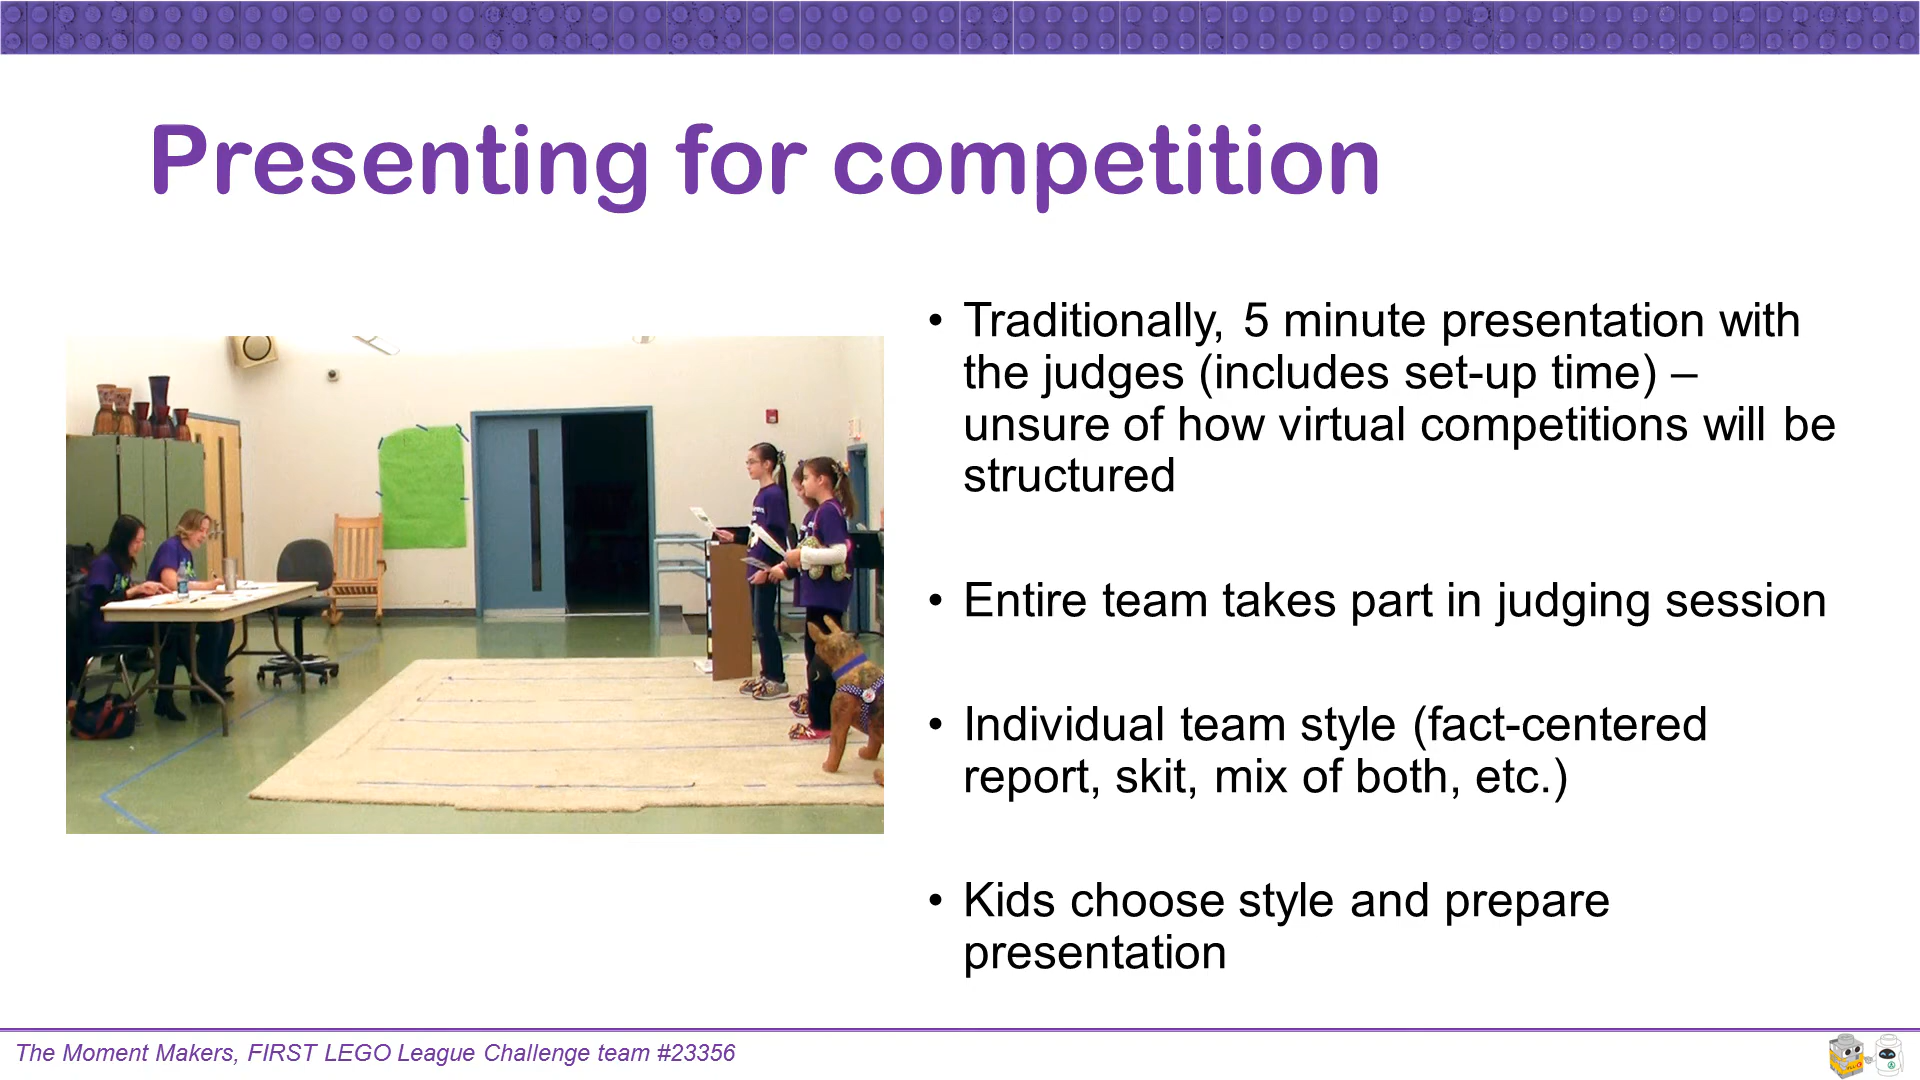 Presenting for competition
• Traditionally, 5 minute presentation with
the judges (includes set-up time) –
unsure of how virtual competitions will be
structured
• Entire team takes part in judging session
• Individual team style (fact-centered
report, skit, mix of both, etc.)
• Kids choose style and prepare
presentation
The Moment Makers, FIRST LEGO League Challenge team #23356